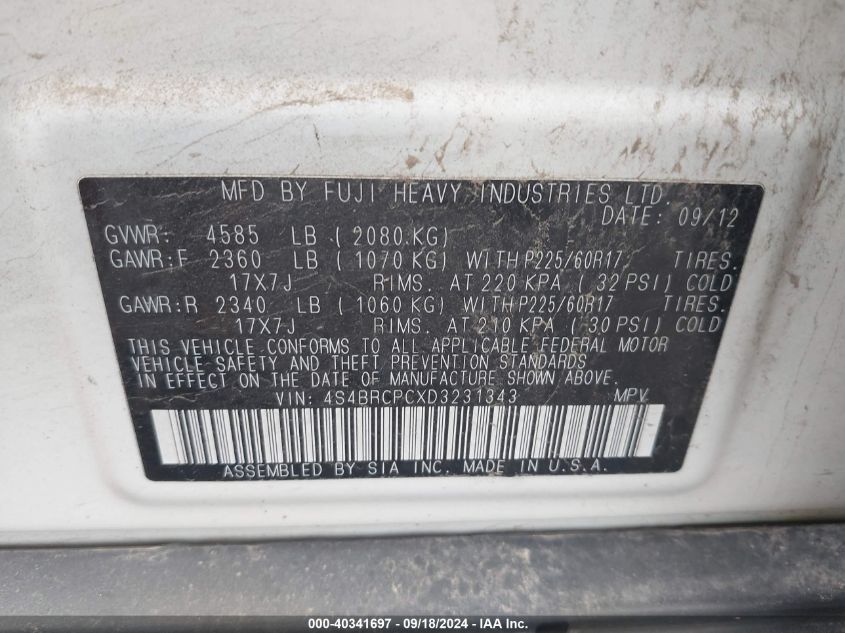 MFD BY FUJI HEAVY INDUSTRIES LTD.
DATE: 09/12
GVWR: 4585 LB ( 2080 KG)
GAWR:F 2360 LB ( 1070 KG) WITH P225/60R17 TIRES.
17X7J RIMS. AT 220 KPA ( 32 PSI) COLD
GAWR:R 2340 LB ( 1060 KG) WITH P225/60R17 TIRES.
17X7J RIMS. AT 210 KPA ( 30 PSI) COLD
THIS VEHICLE CONFORMS TO ALL APPLICABLE FEDERAL MOTOR
VEHICLE SAFETY AND THEFT PREVENTION STANDARDS
IN EFFECT ON THE DATE OF MANUFACTURE SHOWN ABOVE.
VIN: 4S4BRCPCXD3231343 MPV
ASSEMBLED BY SIA INC. MADE IN U.S.A.
000-40341697 - 09/18/2024 - IAA Inc.